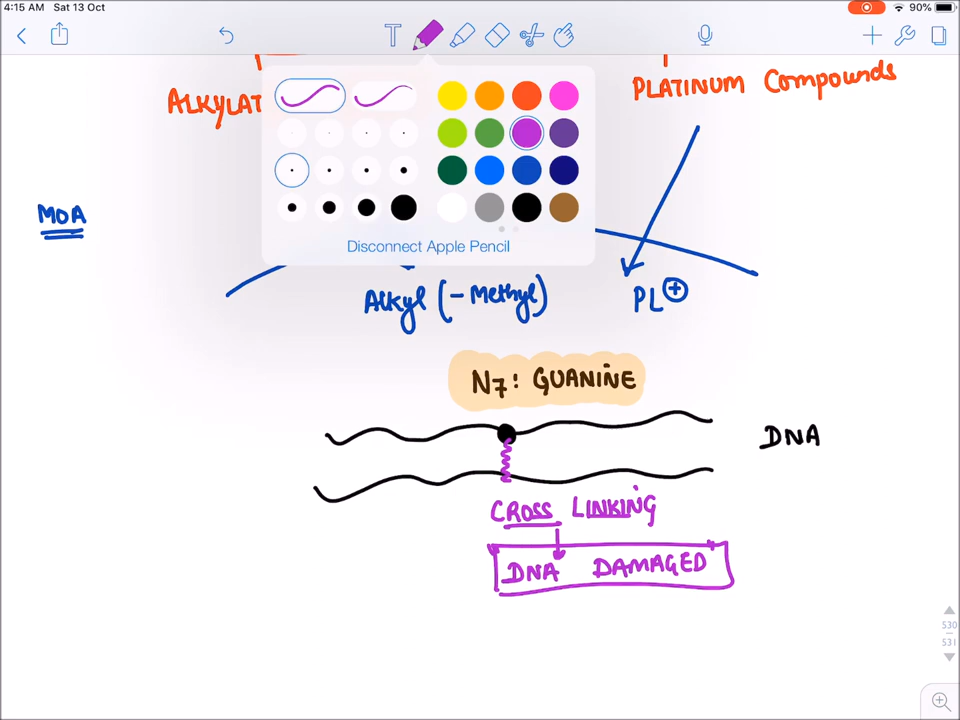 4:15 AM Sat 13 Oct
90%
T
PLATINUM Compounds
ALKYLAT
MOA
Disconnect Apple Pencil
Alkyl (- Methyl)
PL+
N7: GUANINE
DNA
CROSS LINKING
DNA DAMAGED
530
531